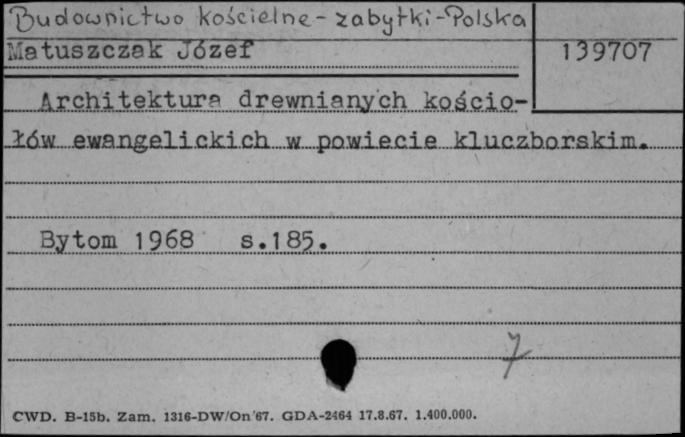 Budownictwo kościelne - zabytki - Polska
Matuszczak Józef
139707
Architektura drewnianych kościo-
łów ewangelickich w powiecie kluczborskim.
Bytom 1968 s.185.
7
CWD. B-15b. Zam. 1316-DW/On'67. GDA-2464 17.8.67. 1.400.000.